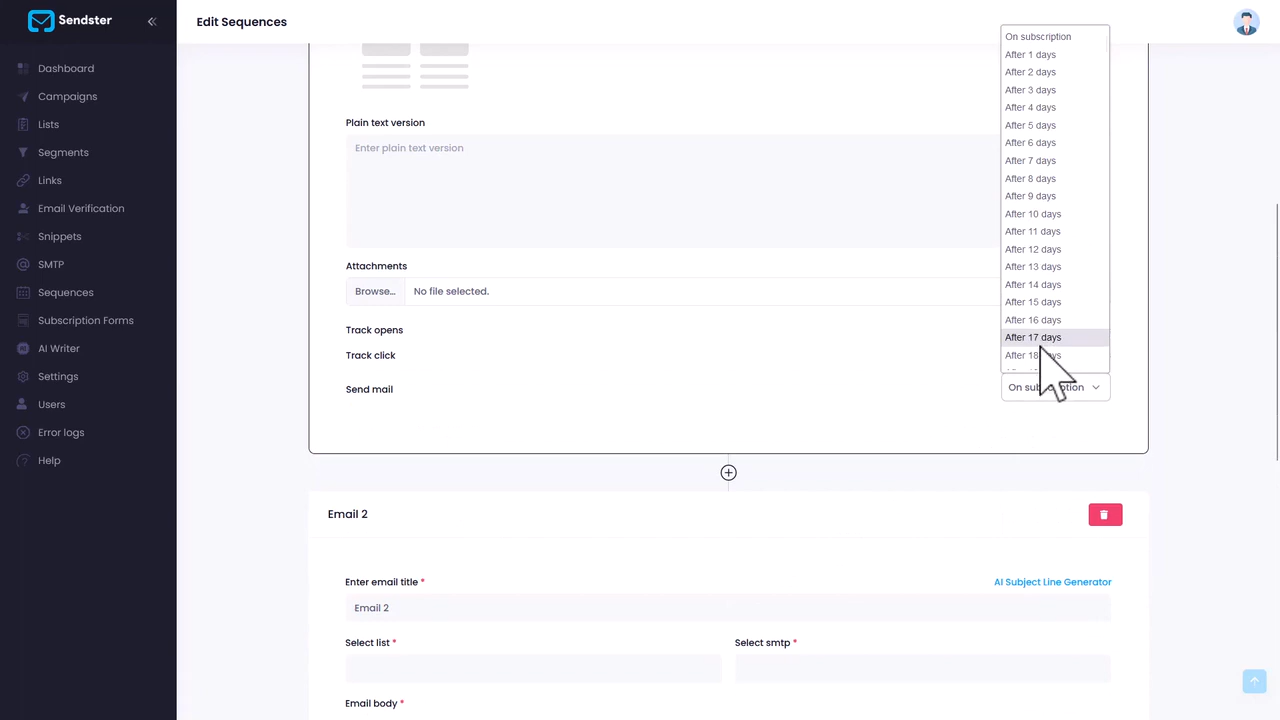 Sendster
Edit Sequences
Dashboard
Campaigns
Lists
Segments
Links
Email Verification
Snippets
SMTP
Sequences
Subscription Forms
AI Writer
Settings
Users
Error logs
Help
Plain text version
Enter plain text version
Attachments
Browse... No file selected.
Track opens
Track click
Send mail
On subscription
After 1 days
After 2 days
After 3 days
After 4 days
After 5 days
After 6 days
After 7 days
After 8 days
After 9 days
After 10 days
After 11 days
After 12 days
After 13 days
After 14 days
After 15 days
After 16 days
After 17 days
After 18 days
On subscription
Email 2
Enter email title *
AI Subject Line Generator
Email 2
Select list *
Select smtp *
Email body *